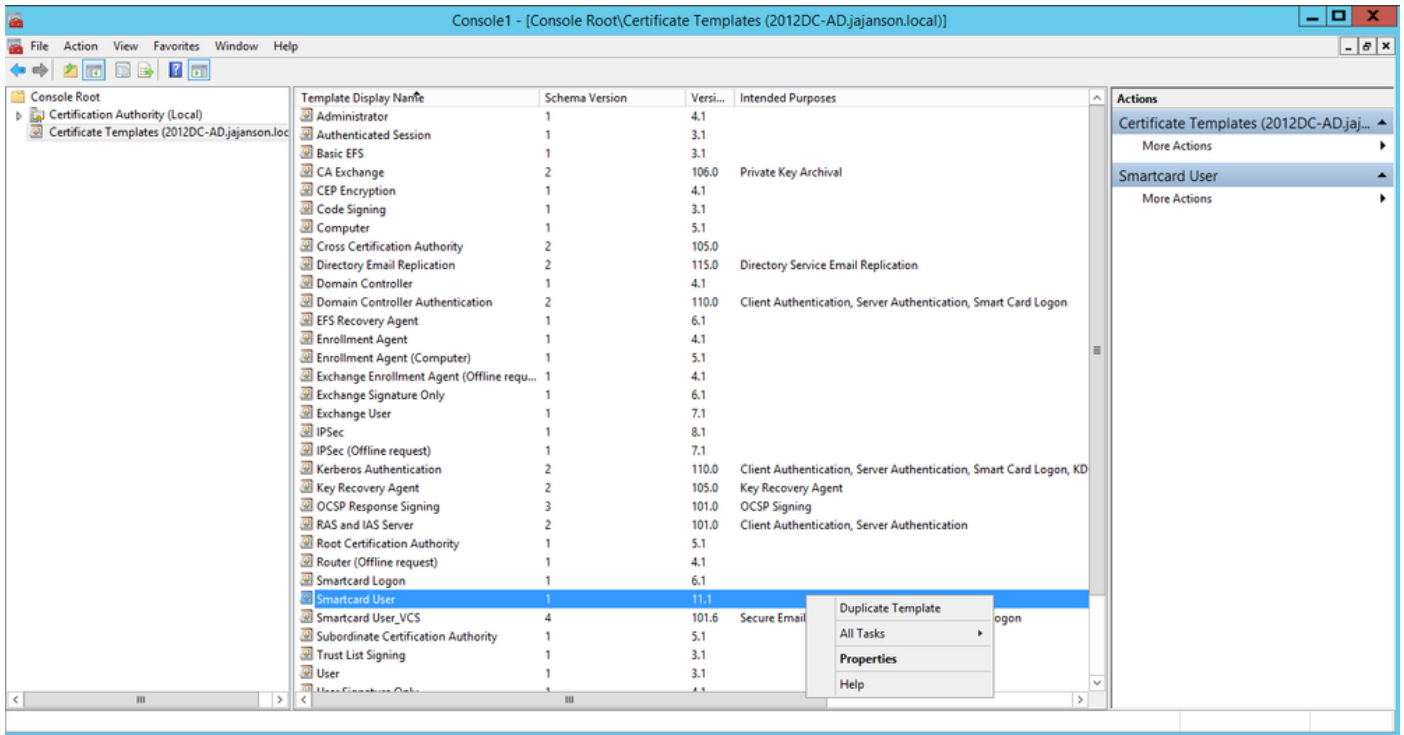 Console1 - [Console Root\Certificate Templates (2012DC-AD.jajanson.local)]
File Action View Favorites Window Help
Console Root
Certification Authority (Local)
Certificate Templates (2012DC-AD.jajanson.loc
Template Display Name Schema Version Versi... Intended Purposes
Administrator 1 4.1
Authenticated Session 1 3.1
Basic EFS 1 3.1
CA Exchange 2 106.0 Private Key Archival
CEP Encryption 1 4.1
Code Signing 1 3.1
Computer 1 5.1
Cross Certification Authority 2 105.0
Directory Email Replication 2 115.0 Directory Service Email Replication
Domain Controller 1 4.1
Domain Controller Authentication 2 110.0 Client Authentication, Server Authentication, Smart Card Logon
EFS Recovery Agent 1 6.1
Enrollment Agent 1 4.1
Enrollment Agent (Computer) 1 5.1
Exchange Enrollment Agent (Offline requ... 1 4.1
Exchange Signature Only 1 6.1
Exchange User 1 7.1
IPSec 1 8.1
IPSec (Offline request) 1 7.1
Kerberos Authentication 2 110.0 Client Authentication, Server Authentication, Smart Card Logon, KD
Key Recovery Agent 2 105.0 Key Recovery Agent
OCSP Response Signing 3 101.0 OCSP Signing
RAS and IAS Server 2 101.0 Client Authentication, Server Authentication
Root Certification Authority 1 5.1
Router (Offline request) 1 4.1
Smartcard Logon 1 6.1
Smartcard User 1 11.1
Smartcard User_VCS 4 101.6 Secure Email ogon
Subordinate Certification Authority 1 5.1
Trust List Signing 1 3.1
User 1 3.1
Duplicate Template
All Tasks
Properties
Help
Actions
Certificate Templates (2012DC-AD.jaj...
More Actions
Smartcard User
More Actions